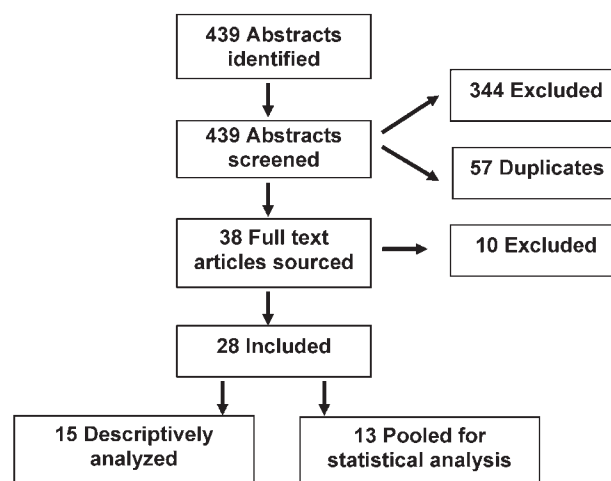 439 Abstracts
identified
344 Excluded
439 Abstracts
screened
57 Duplicates
38 Full text
articles sourced
10 Excluded
28 Included
15 Descriptively
analyzed
13 Pooled for
statistical analysis